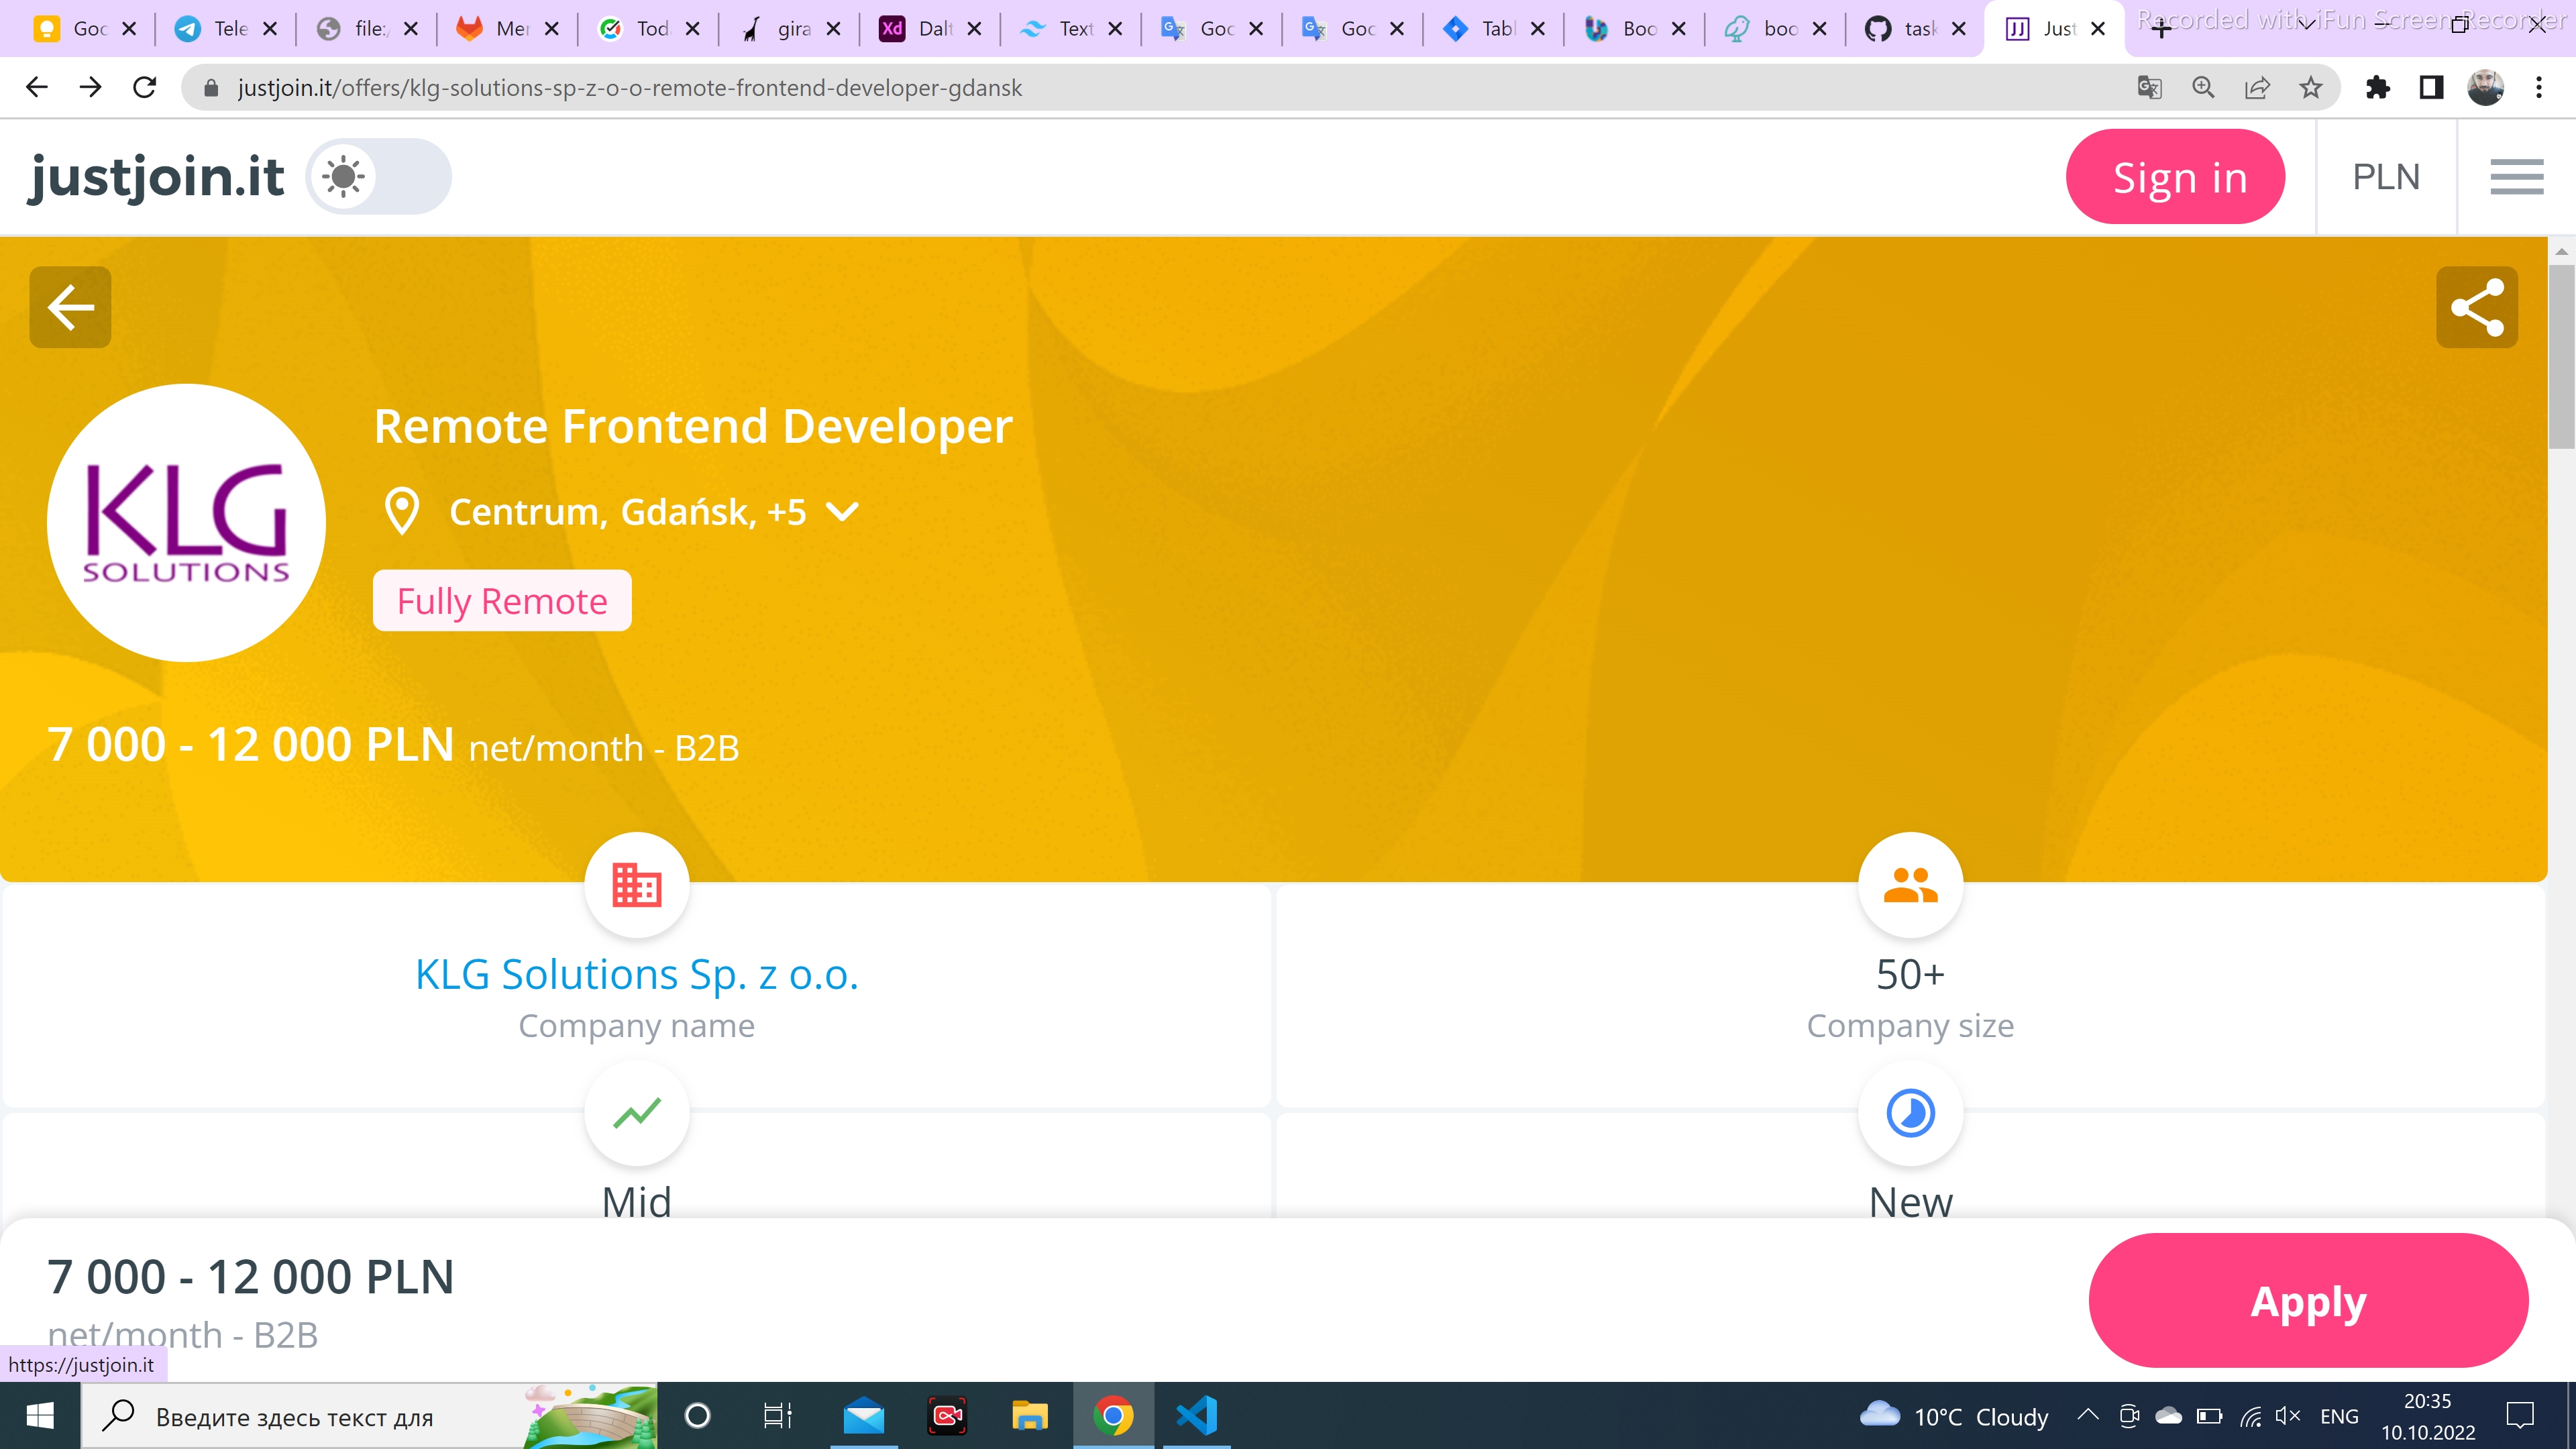 Goc
Tele
file:/
Mer
Tod
gira
Dalt
Text
Goc
Goc
Tabl
Boo
boo
task
Just
Recorded with iFun Screen Recorder
justjoin.it/offers/klg-solutions-sp-z-o-o-remote-frontend-developer-gdansk
justjoin.it
Sign in
PLN
Remote Frontend Developer
KLG
SOLUTIONS
Centrum, Gdańsk, +5
Fully Remote
7 000 - 12 000 PLN net/month - B2B
KLG Solutions Sp. z o.o.
Company name
50+
Company size
Mid
New
7 000 - 12 000 PLN
net/month - B2B
Apply
https://justjoin.it
Введите здесь текст для
10°C Cloudy
ENG
20:35
10.10.2022